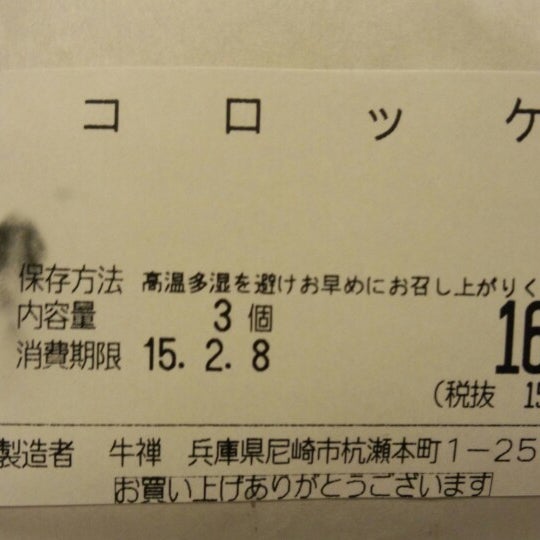 コロッケ
保存方法 高温多湿を避けお早めにお召し上がりく
内容量 3個
16
消費期限 15.2.8
(税抜 15
製造者 牛禅 兵庫県尼崎市杭瀬本町1-25
お買い上げありがとうございます